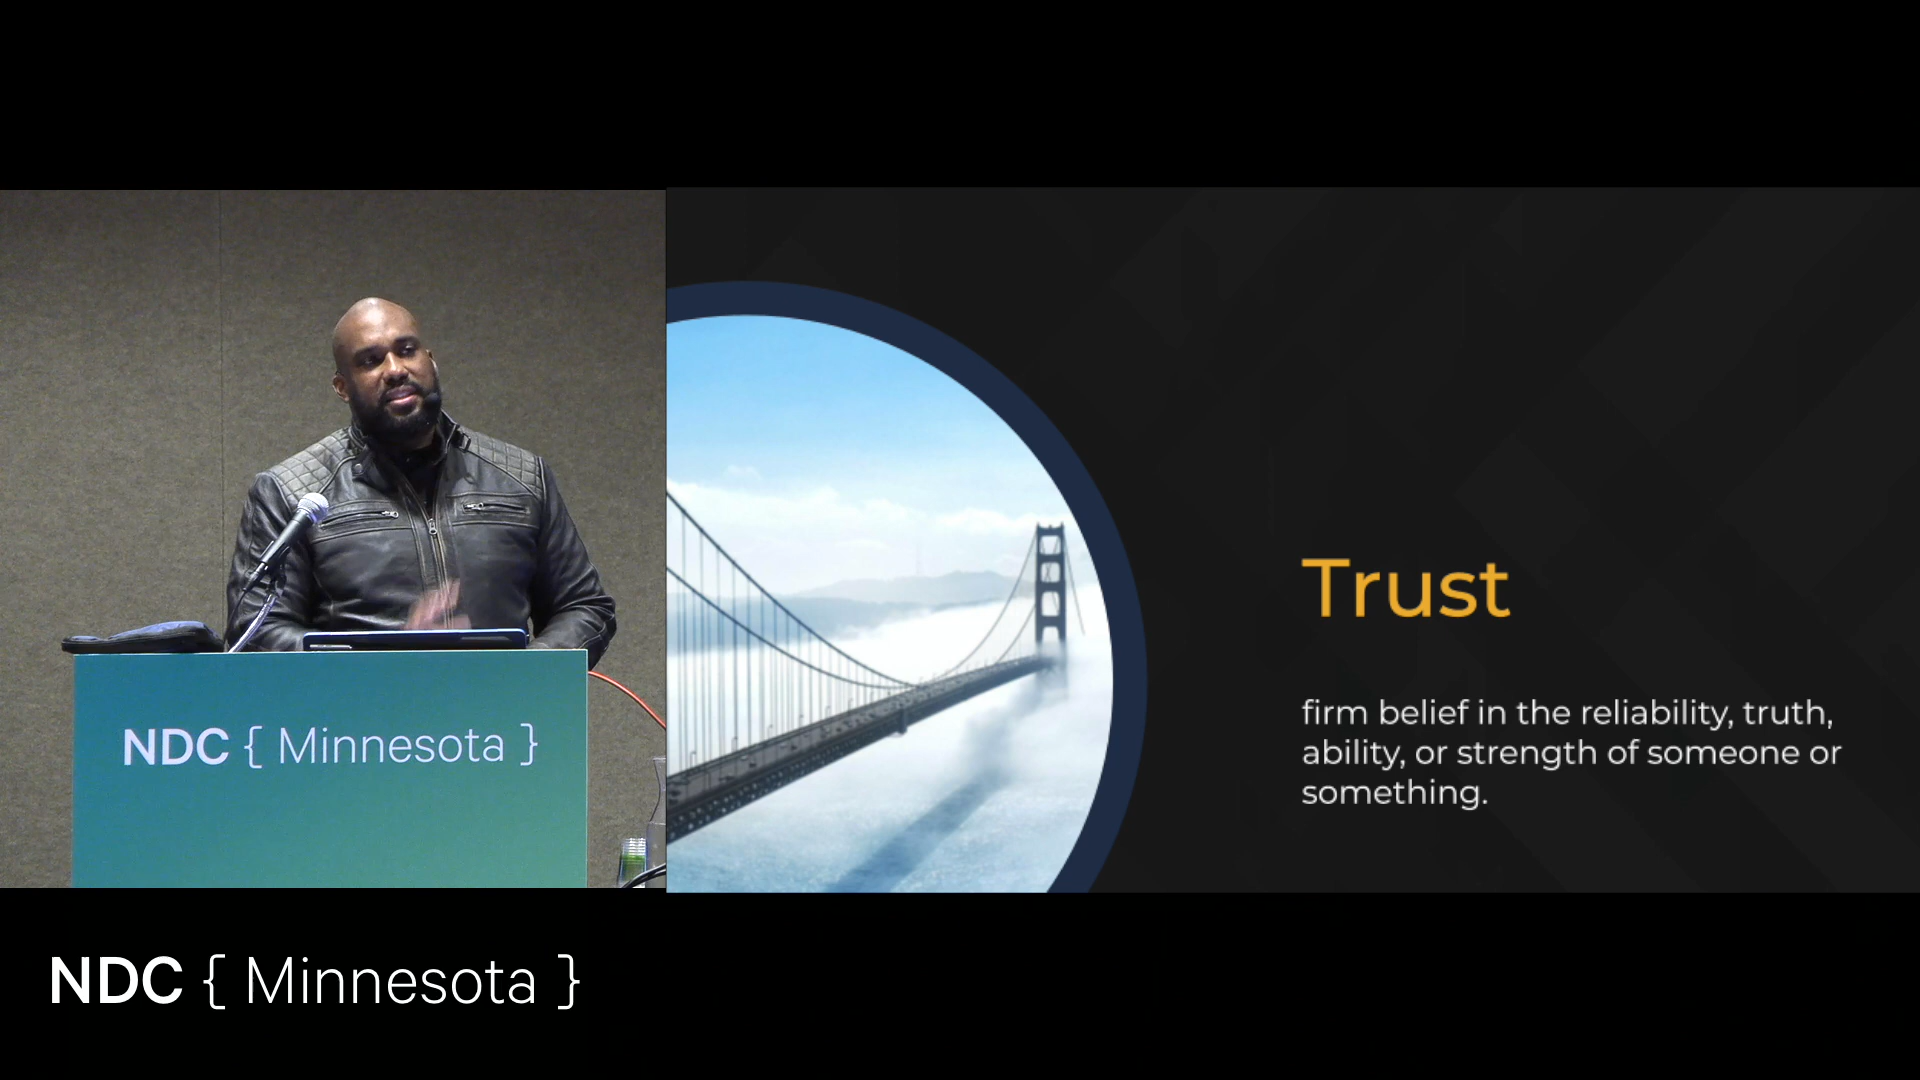 NDC { Minnesota }
Trust
firm belief in the reliability, truth,
ability, or strength of someone or
something.
NDC { Minnesota }